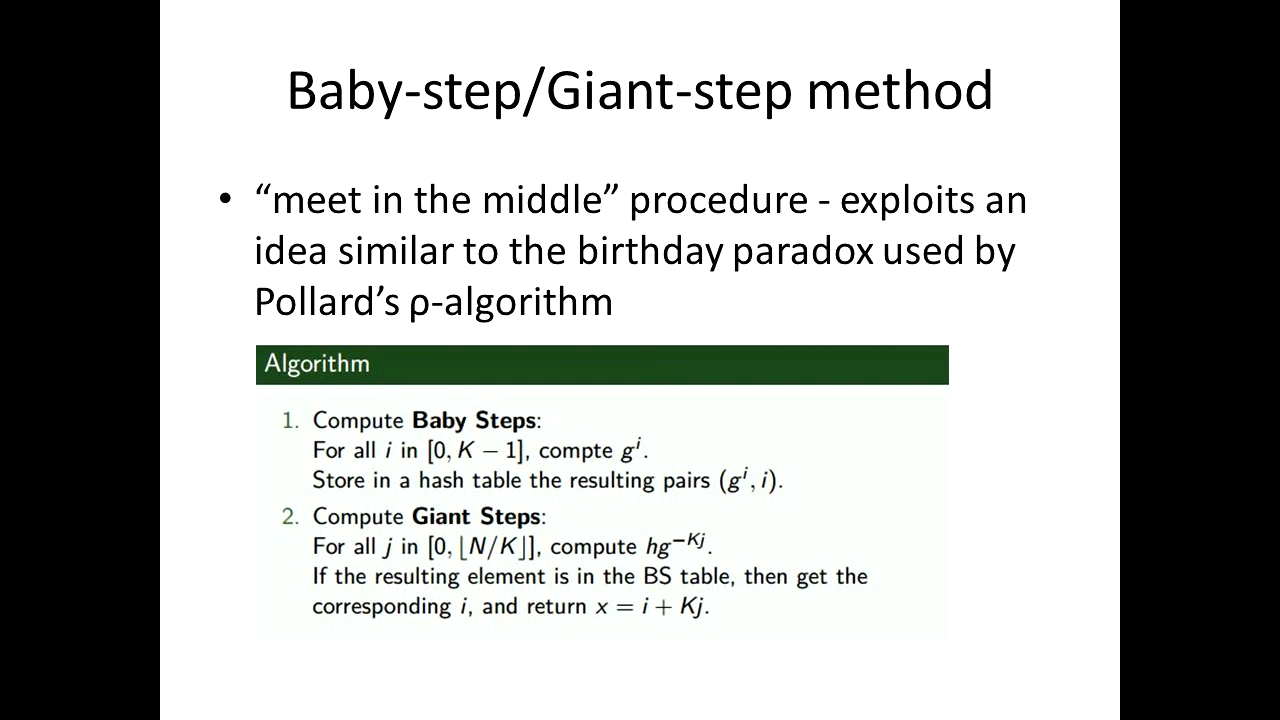 Baby-step/Giant-step method
• “meet in the middle” procedure - exploits an
idea similar to the birthday paradox used by
Pollard’s ρ-algorithm
Algorithm
1. Compute Baby Steps:
For all i in [0, K − 1], compte gⁱ.
Store in a hash table the resulting pairs (gⁱ, i).
2. Compute Giant Steps:
For all j in [0, ⌊N/K⌋], compute hg^{−Kj}.
If the resulting element is in the BS table, then get the
corresponding i, and return x = i + Kj.